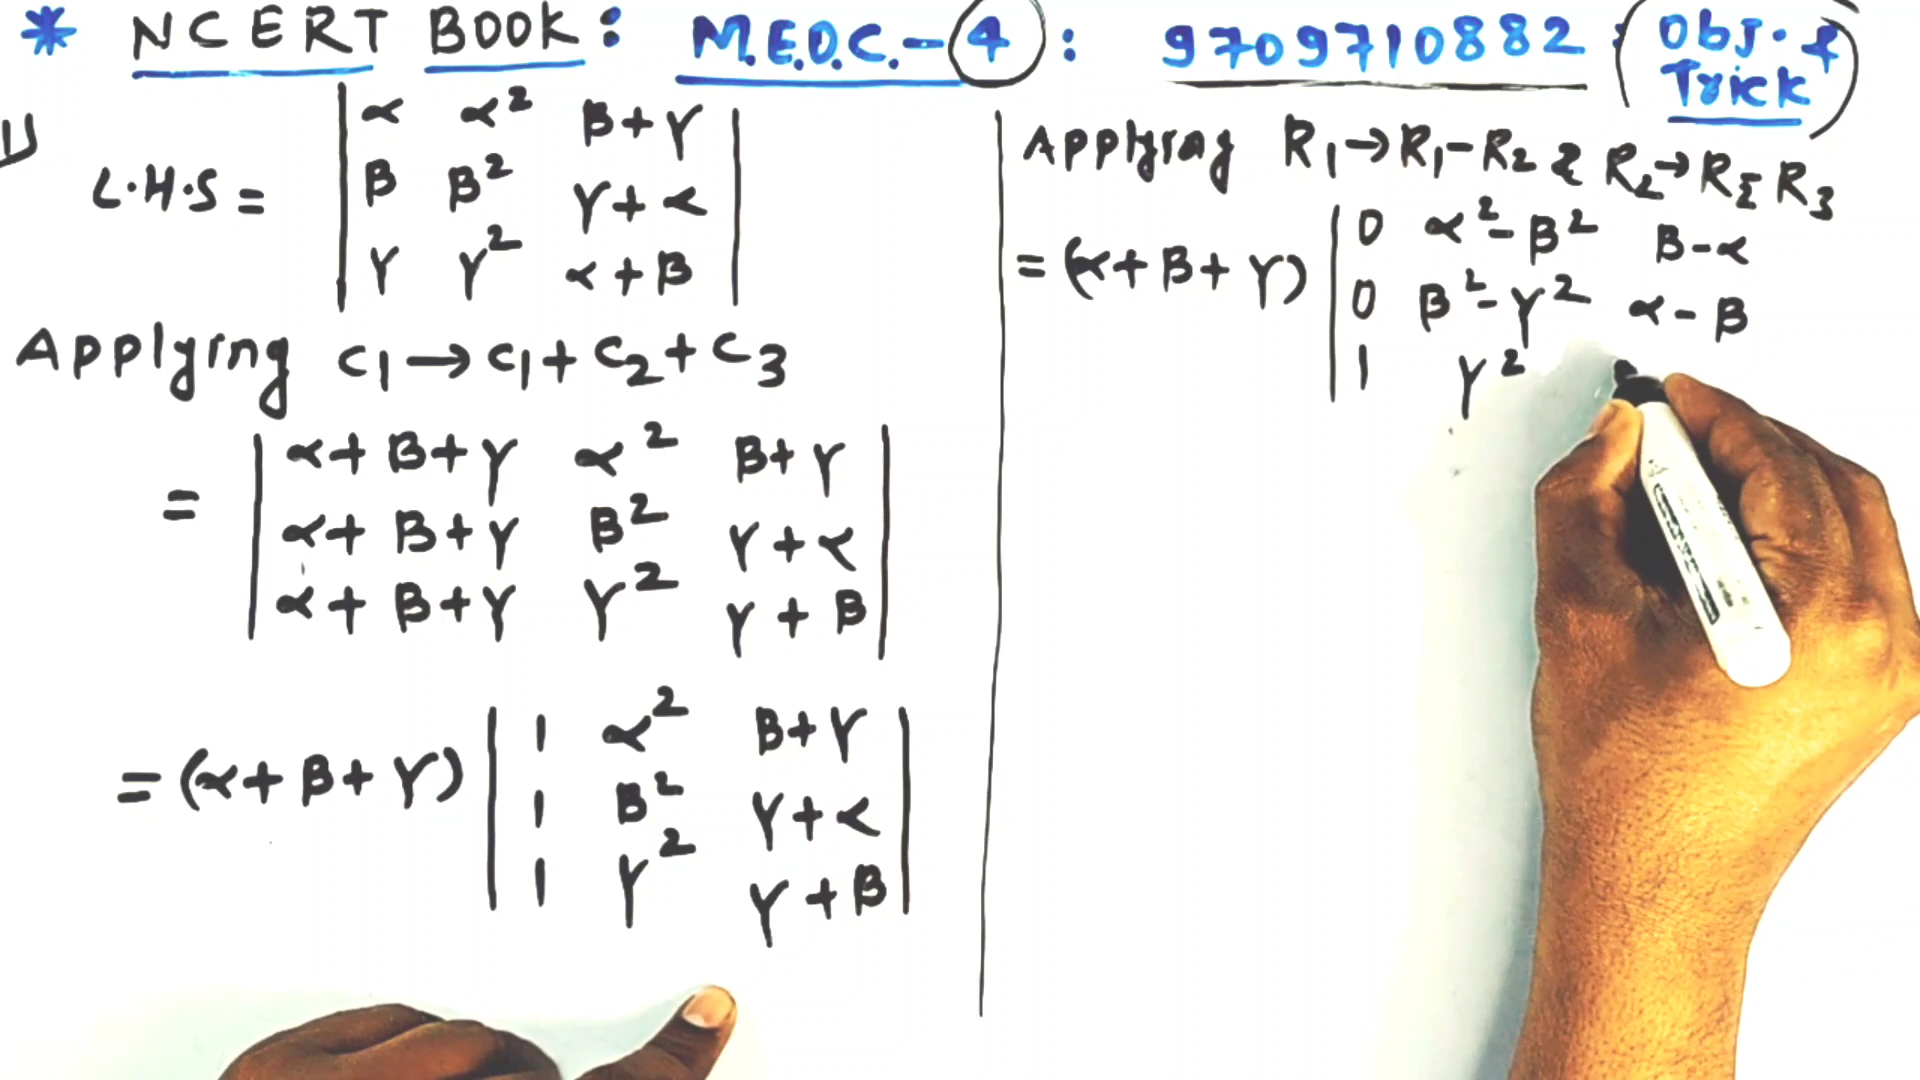 * NCERT BOOK: M.E.O.C.-4 : 9709710882 : Obj. &
Trick
1)
L.H.S =
| α α² β+γ |
| β β² γ+α |
| γ γ² α+β |
Applying C₁→C₁+C₂+C₃
=
| α+β+γ α² β+γ |
| α+β+γ β² γ+α |
| α+β+γ γ² γ+β |
=(α+β+γ)
| 1 α² β+γ |
| 1 β² γ+α |
| 1 γ² γ+β |
Applying R₁→R₁-R₂ & R₂→R₂-R₃
=(α+β+γ)
| 0 α²-β² β-α
| 0 β²-γ² α-β
| 1 γ²